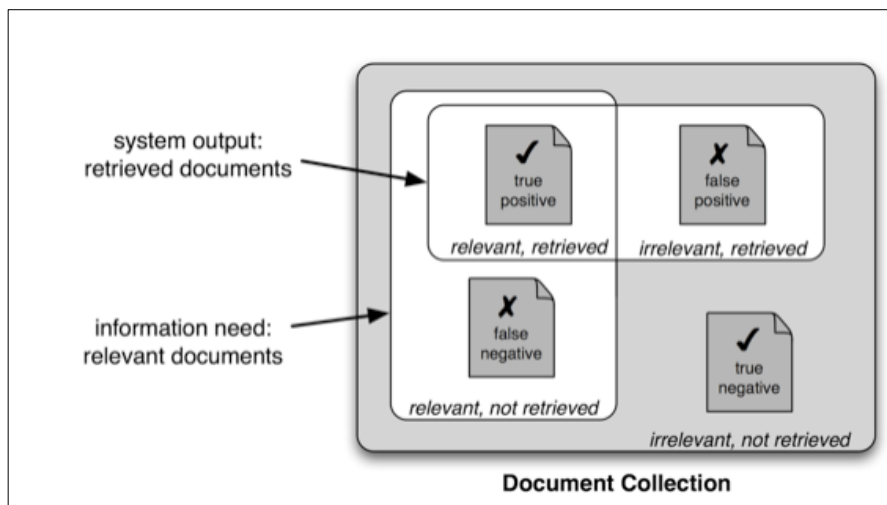 system output:
retrieved documents
✓
true
positive
✗
false
positive
relevant, retrieved
irrelevant, retrieved
information need:
relevant documents
✗
false
negative
✓
true
negative
relevant, not retrieved
irrelevant, not retrieved
Document Collection